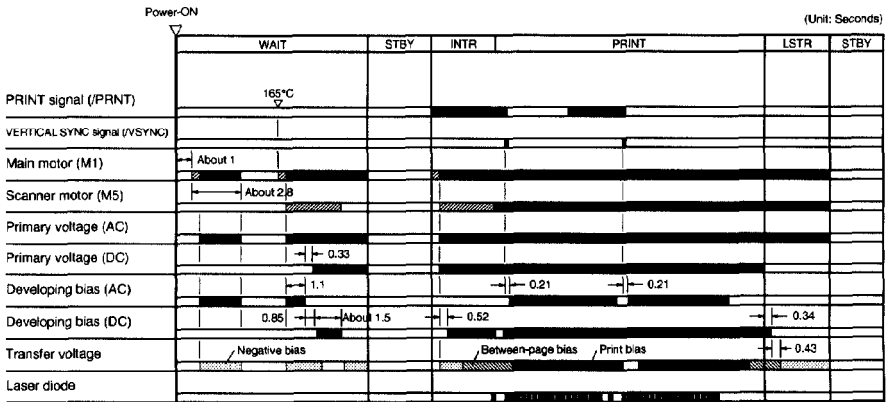 Power-ON
(Unit: Seconds)
WAIT STBY INTR PRINT LSTR STBY
165°C
PRINT signal (/PRNT)
VERTICAL SYNC signal (/VSYNC)
About 1
Main motor (M1)
About 2.8
Scanner motor (M5)
Primary voltage (AC)
0.33
Primary voltage (DC)
1.1 0.21 0.21
Developing bias (AC)
0.85 About 1.5 0.52 0.34
Developing bias (DC)
Negative bias Between-page bias Print bias 0.43
Transfer voltage
Laser diode